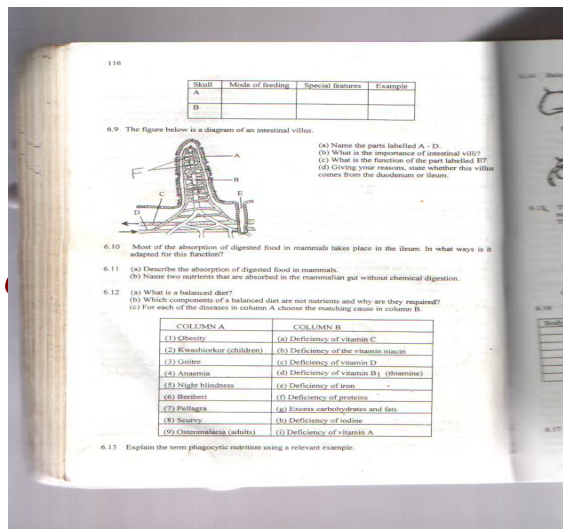 116
Skull Mode of feeding Special features Example
A
B
6.9 The figure below is a diagram of an intestinal villus.
(a) Name the parts labelled A - D.
(b) What is the importance of intestinal villi?
(c) What is the function of the part labelled E?
(d) Giving your reasons, state whether this villus
comes from the duodenum or ileum.
F
A
B
C
E
D
6.10 Most of the absorption of digested food in mammals takes place in the ileum. In what ways is it
adapted for this function?
6.11 (a) Describe the absorption of digested food in mammals.
(b) Name two nutrients that are absorbed in the mammalian gut without chemical digestion.
6.12 (a) What is a balanced diet?
(b) Which components of a balanced diet are not nutrients and why are they required?
(c) For each of the diseases in column A choose the matching cause in column B.
COLUMN A COLUMN B
(1) Obesity (a) Deficiency of vitamin C
(2) Kwashiorkor (children) (b) Deficiency of the vitamin niacin
(3) Goitre (c) Deficiency of vitamin D
(4) Anaemia (d) Deficiency of vitamin B1 (thiamine)
(5) Night blindness (e) Deficiency of iron
(6) Beriberi (f) Deficiency of proteins
(7) Pellagra (g) Excess carbohydrates and fats
(8) Scurvy (h) Deficiency of iodine
(9) Osteomalacia (adults) (i) Deficiency of vitamin A
6.13 Explain the term phagocytic nutrition using a relevant example.